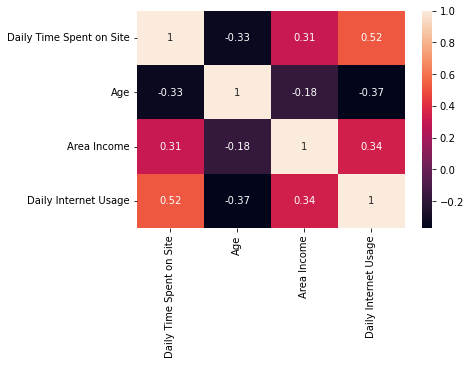 Daily Time Spent on Site 1 -0.33 0.31 0.52
Age -0.33 1 -0.18 -0.37
Area Income 0.31 -0.18 1 0.34
Daily Internet Usage 0.52 -0.37 0.34 1
Daily Time Spent on Site
Age
Area Income
Daily Internet Usage
1.0
0.8
0.6
0.4
0.2
0.0
-0.2